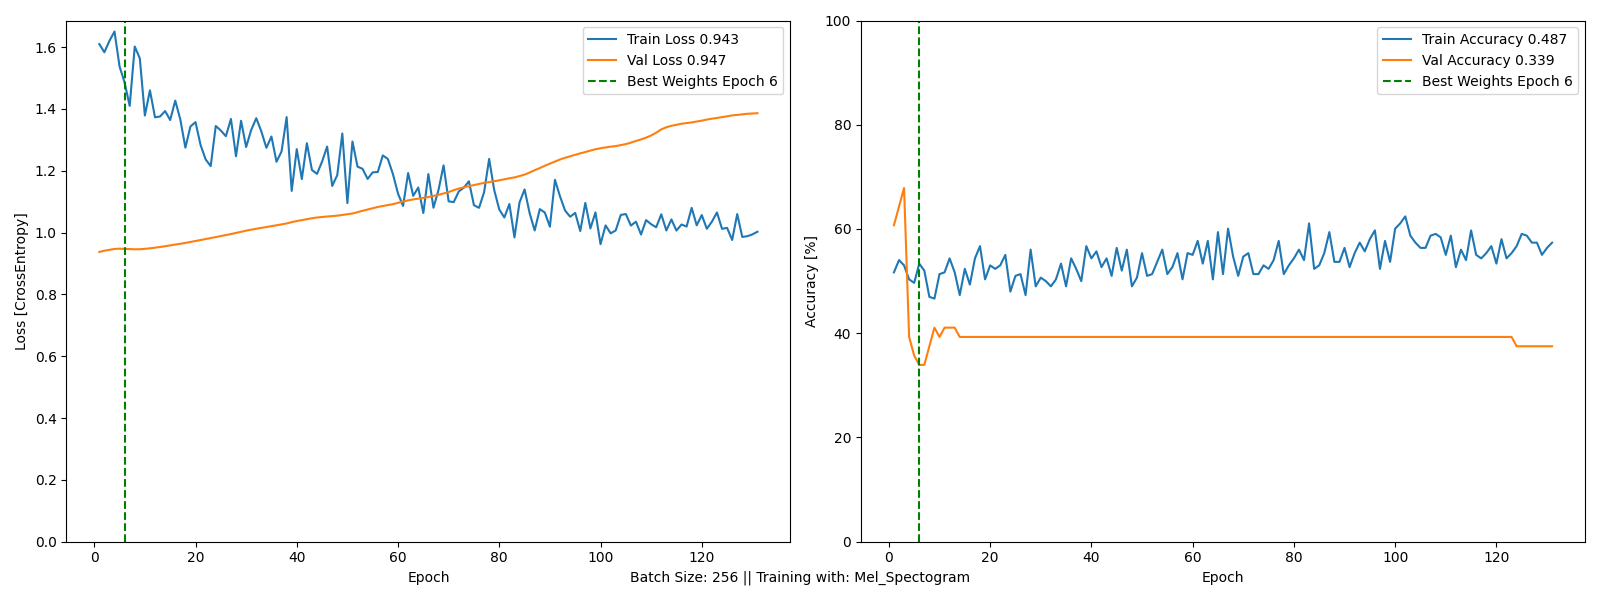 Train Loss 0.943
Val Loss 0.947
Best Weights Epoch 6
Loss [CrossEntropy]
1.6
1.4
1.2
1.0
0.8
0.6
0.4
0.2
0.0
0 20 40 60 80 100 120
Epoch
Train Accuracy 0.487
Val Accuracy 0.339
Best Weights Epoch 6
Accuracy [%]
100
80
60
40
20
0
0 20 40 60 80 100 120
Epoch
Batch Size: 256 || Training with: Mel_Spectogram